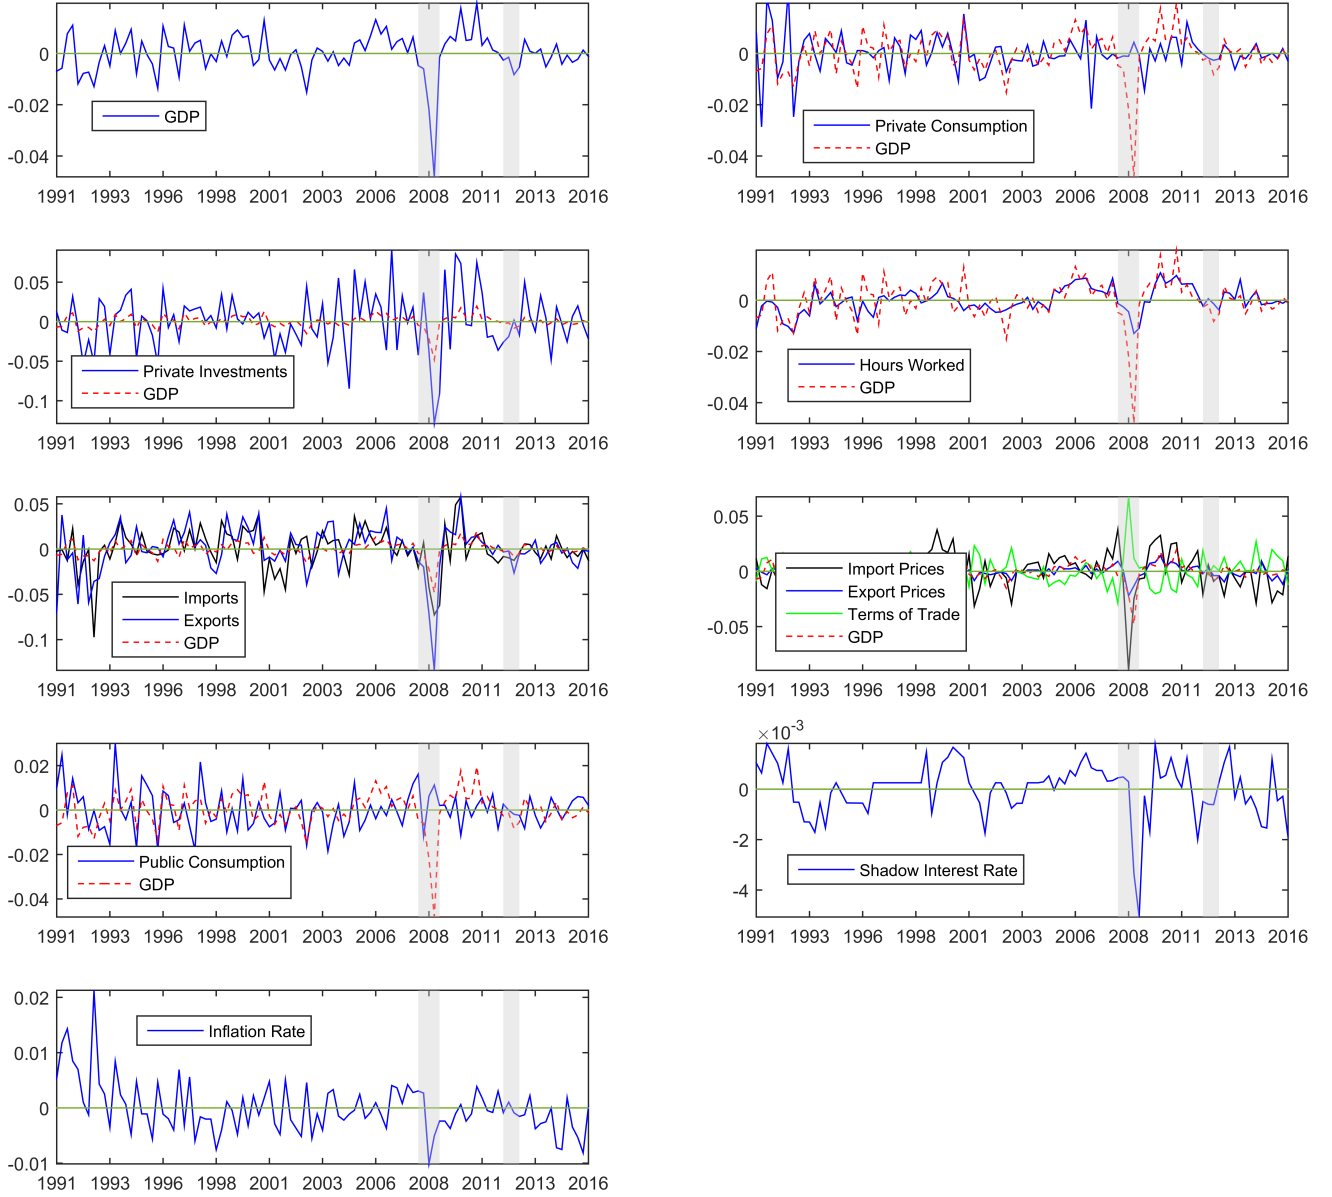 0
-0.02
-0.04
GDP
1991 1993 1996 1998 2001 2003 2006 2008 2011 2013 2016
0
-0.02
-0.04
Private Consumption
GDP
1991 1993 1996 1998 2001 2003 2006 2008 2011 2013 2016
0.05
0
-0.05
-0.1
Private Investments
GDP
1991 1993 1996 1998 2001 2003 2006 2008 2011 2013 2016
0
-0.02
-0.04
Hours Worked
GDP
1991 1993 1996 1998 2001 2003 2006 2008 2011 2013 2016
0.05
0
-0.05
-0.1
Imports
Exports
GDP
1991 1993 1996 1998 2001 2003 2006 2008 2011 2013 2016
0.05
0
-0.05
Import Prices
Export Prices
Terms of Trade
GDP
1991 1993 1996 1998 2001 2003 2006 2008 2011 2013 2016
0.02
0
-0.02
-0.04
Public Consumption
GDP
1991 1993 1996 1998 2001 2003 2006 2008 2011 2013 2016
×10-3
0
-2
-4
Shadow Interest Rate
1991 1993 1996 1998 2001 2003 2006 2008 2011 2013 2016
0.02
0.01
0
-0.01
Inflation Rate
1991 1993 1996 1998 2001 2003 2006 2008 2011 2013 2016